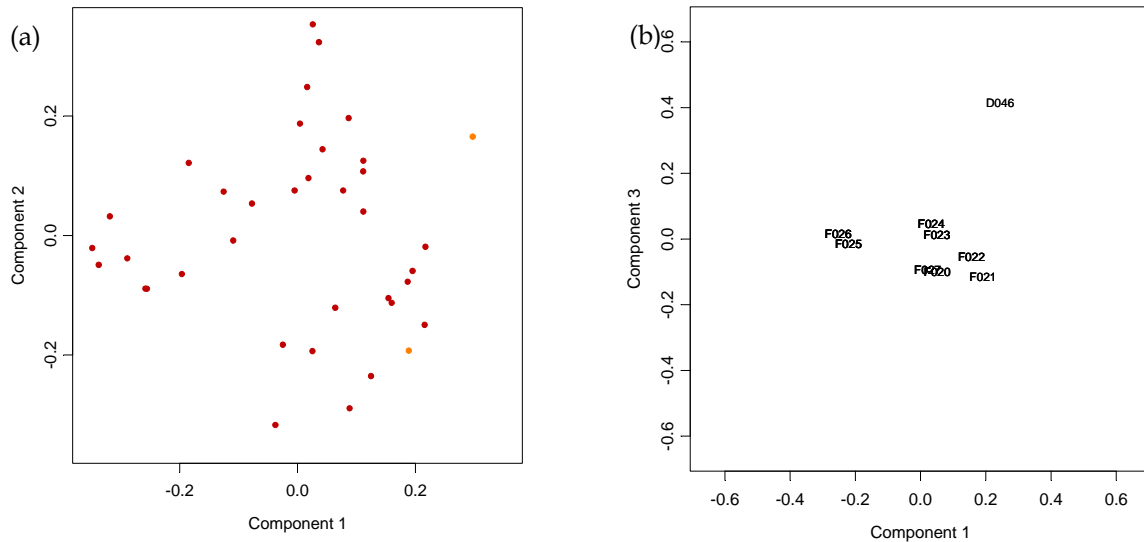 (a)
Component 2
0.2
0.0
-0.2
-0.2 0.0 0.2
Component 1
(b)
Component 3
0.6
0.4
0.2
0.0
-0.2
-0.4
-0.6
D046
F024
F026 F023
F025
F022
F027 F020
F021
-0.6 -0.4 -0.2 0.0 0.2 0.4 0.6
Component 1